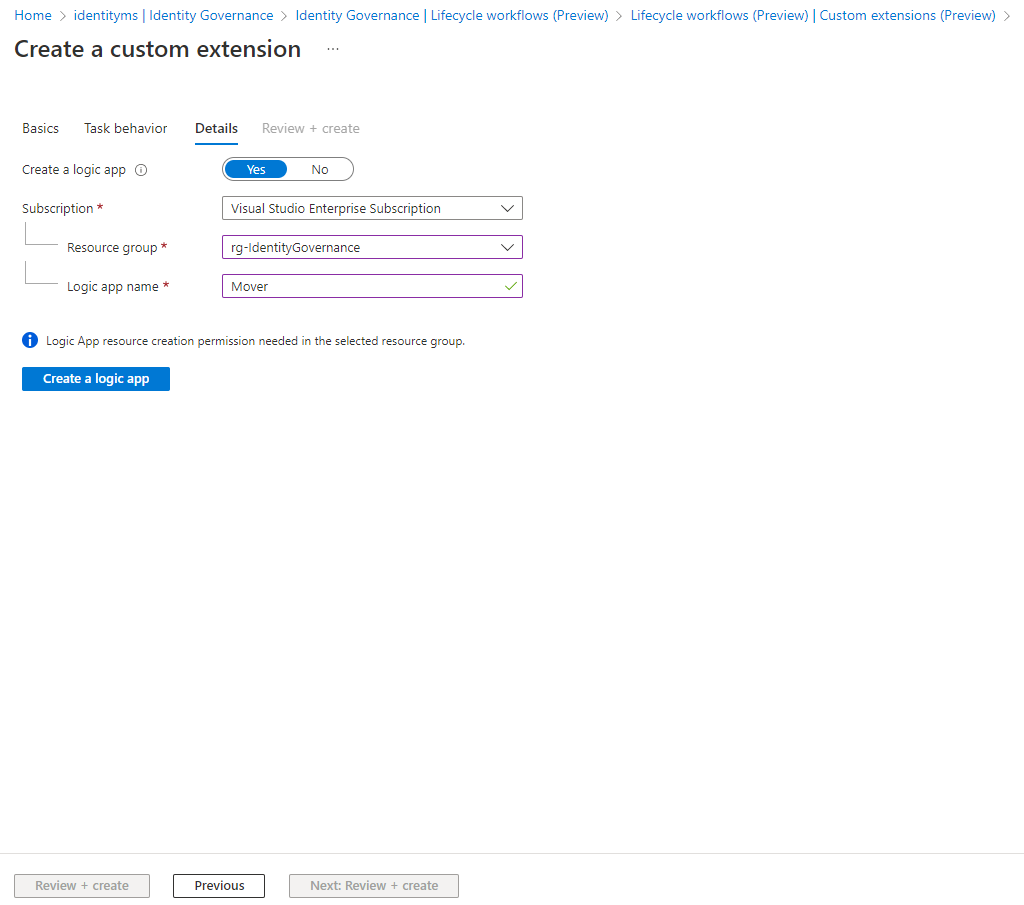 Home > identityms | Identity Governance > Identity Governance | Lifecycle workflows (Preview) > Lifecycle workflows (Preview) | Custom extensions (Preview) >
Create a custom extension ...
Basics Task behavior Details Review + create
Create a logic app Yes No
Subscription * Visual Studio Enterprise Subscription
Resource group * rg-IdentityGovernance
Logic app name * Mover
Logic App resource creation permission needed in the selected resource group.
Create a logic app
Review + create Previous Next: Review + create